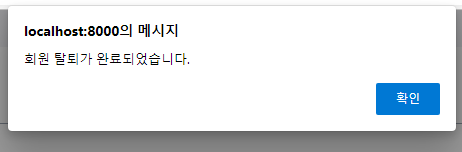 localhost:8000의 메시지
회원 탈퇴가 완료되었습니다.
확인